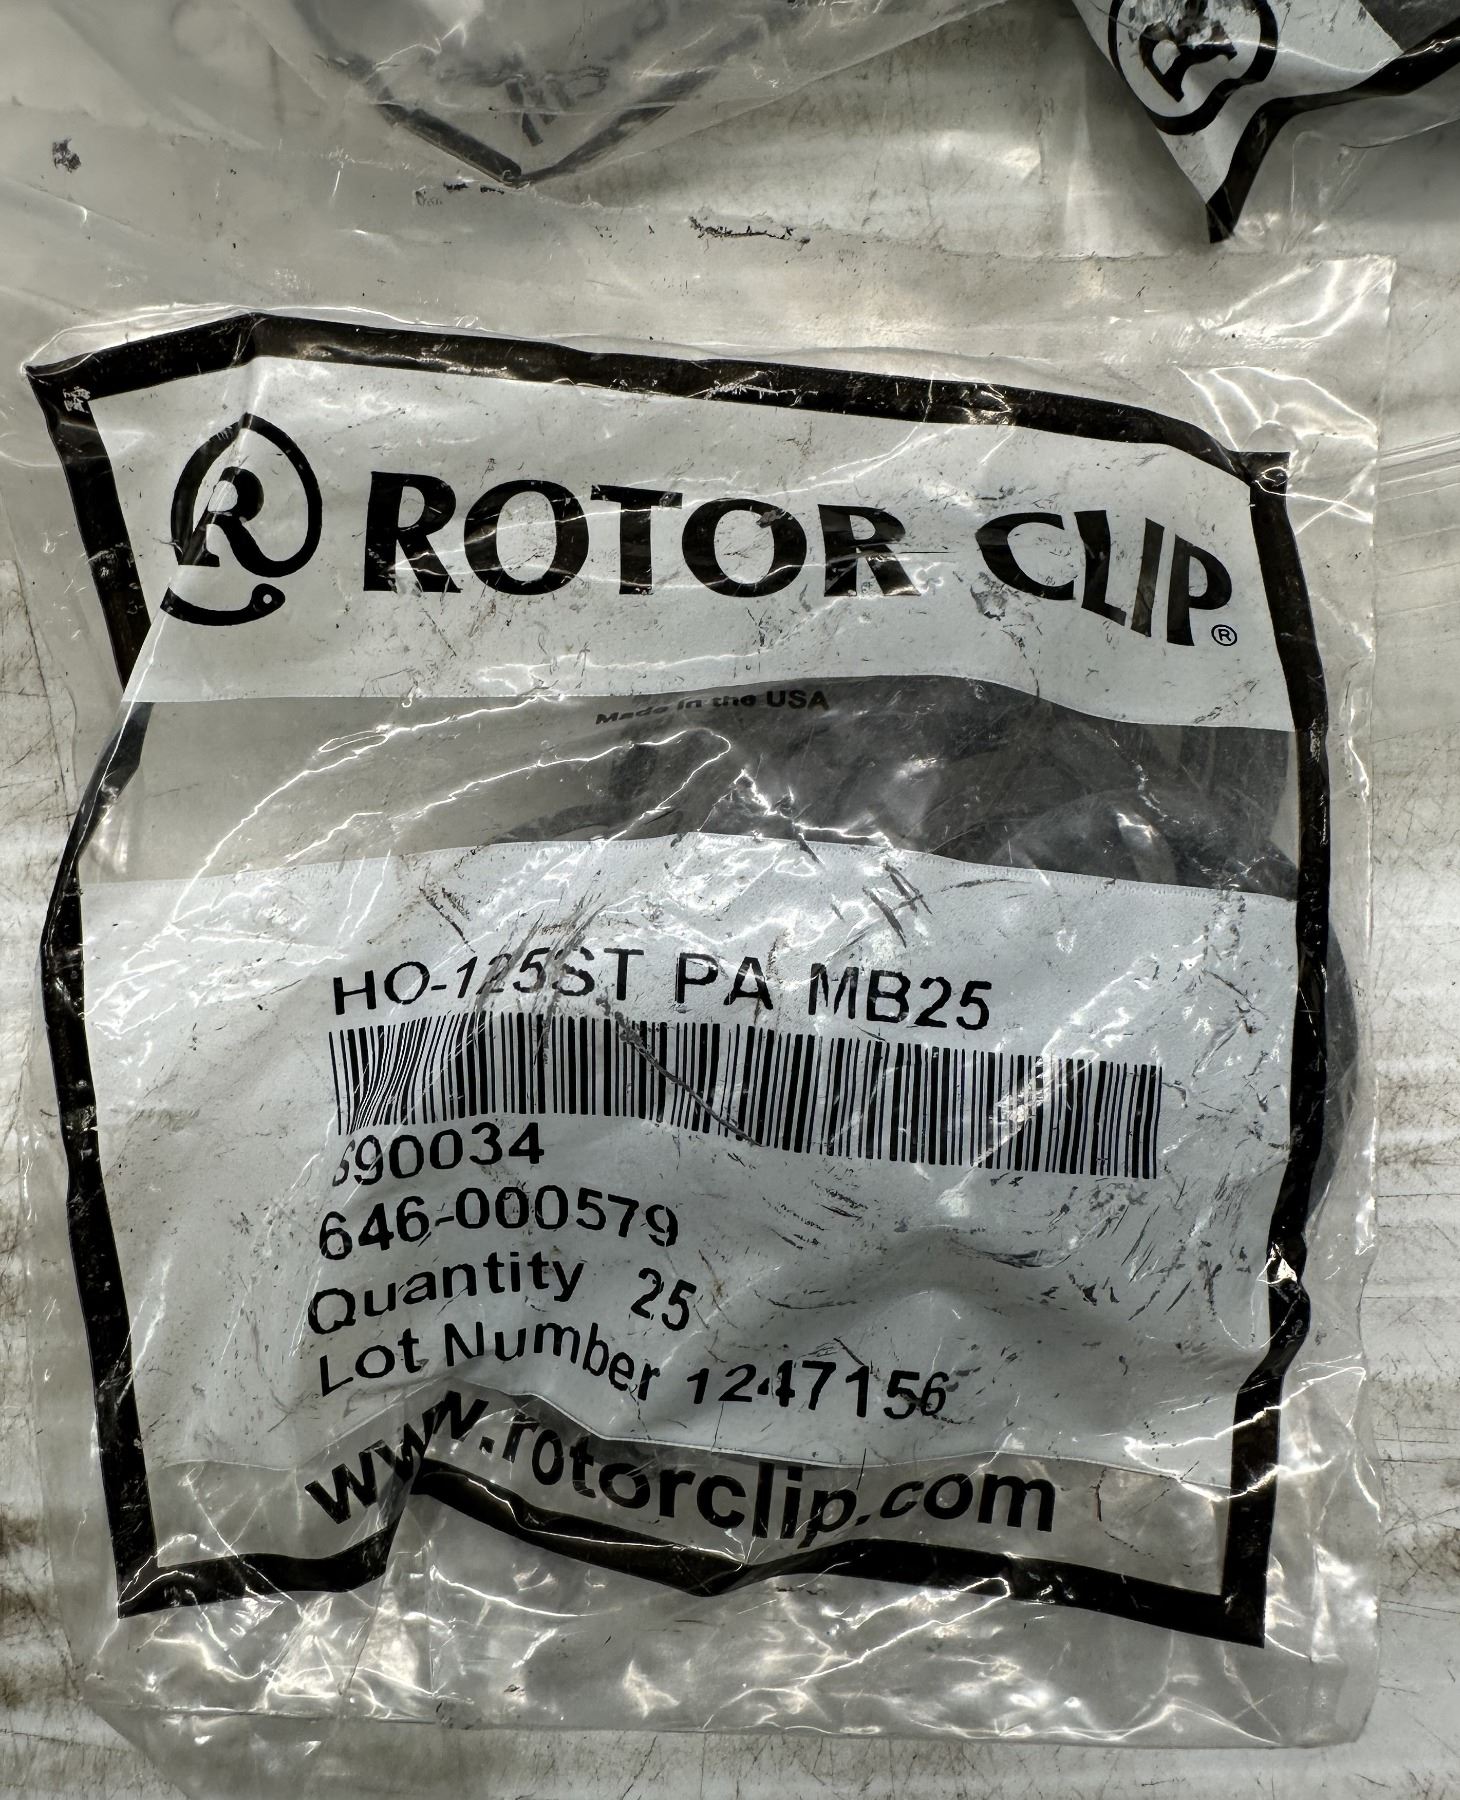 R ROTOR CLIP®
Made in the USA
HO-125ST PA MB25
S90034
646-000579
Quantity 25
Lot Number 1247156
www.rotorclip.com